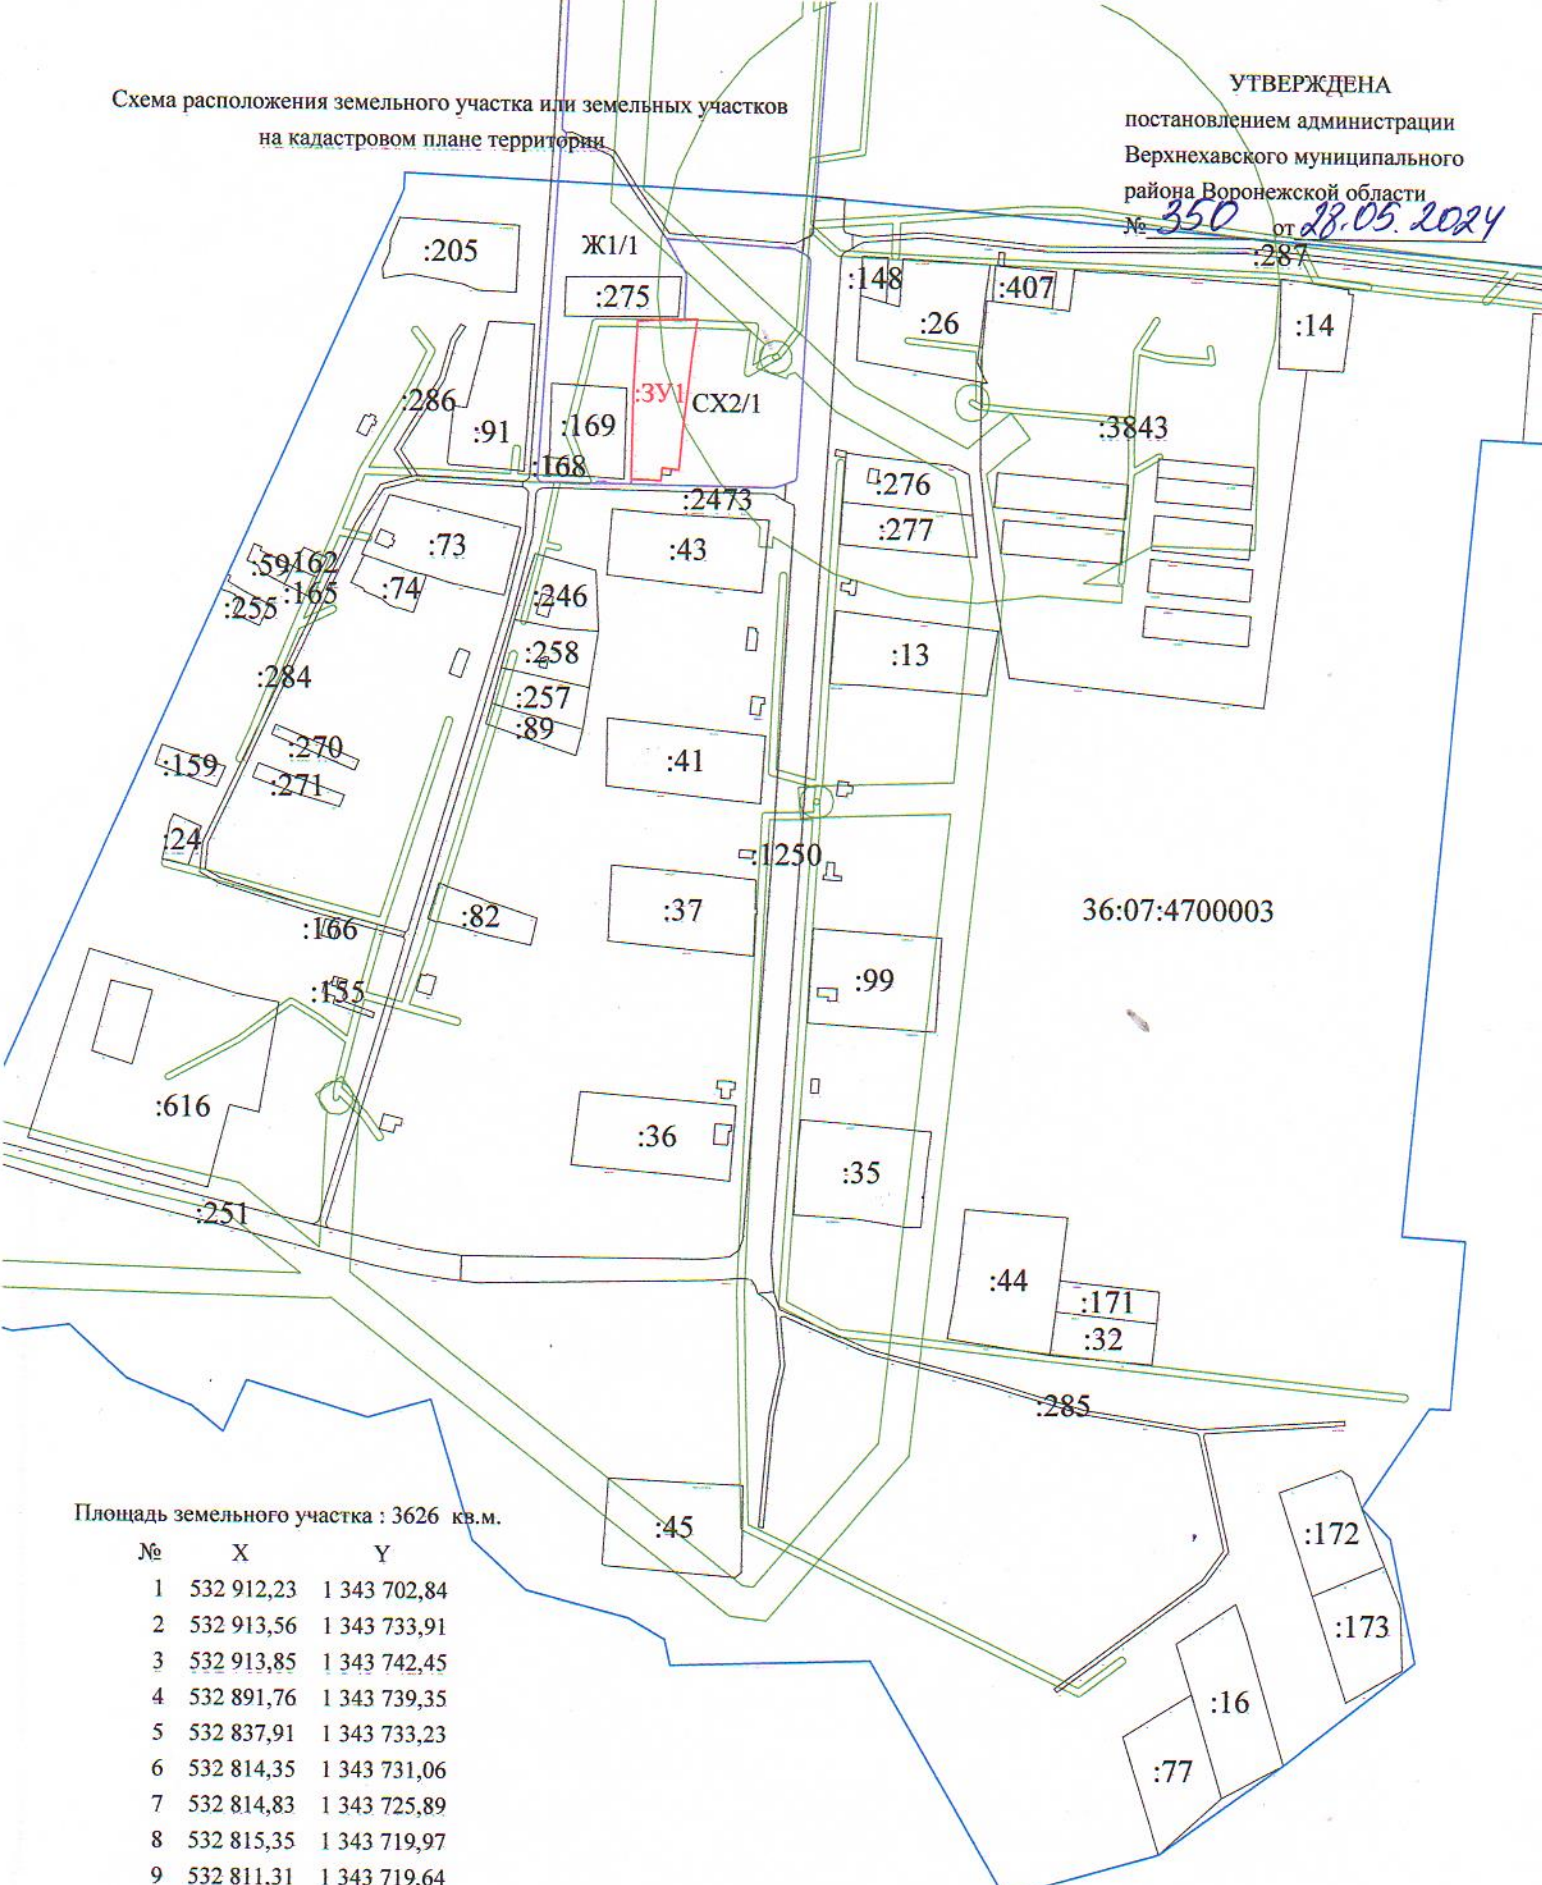 Схема расположения земельного участка или земельных участков
на кадастровом плане территории
УТВЕРЖДЕНА
постановлением администрации
Верхнехавского муниципального
района Воронежской области
№ 350 от 28.05.2024
:205
Ж1/1
:275
:148
:407
:287
:26
:14
:286
:91
:169
:ЗУ1
СХ2/1
:3843
:168
:2473
:276
:277
:73
:43
:59
162
:165
:74
:255
:246
:258
:13
:284
:257
:89
:270
:159
:271
:41
:24
:1250
:166
:82
:37
36:07:4700003
:155
:99
:616
:36
:35
:251
:44
:171
:32
:285
:45
:172
:173
:16
:77
Площадь земельного участка : 3626 кв.м.
№ X Y
1 532 912,23 1 343 702,84
2 532 913,56 1 343 733,91
3 532 913,85 1 343 742,45
4 532 891,76 1 343 739,35
5 532 837,91 1 343 733,23
6 532 814,35 1 343 731,06
7 532 814,83 1 343 725,89
8 532 815,35 1 343 719,97
9 532 811,31 1 343 719,64